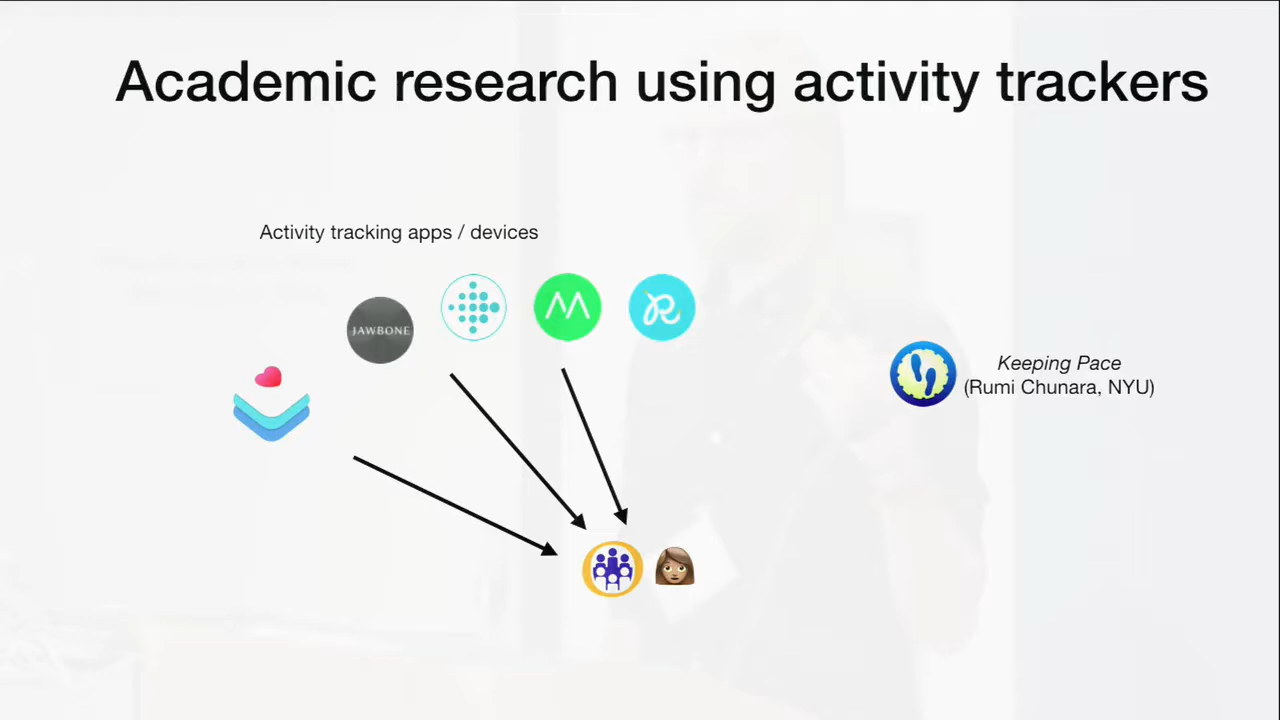 Academic research using activity trackers
Activity tracking apps / devices
JAWBONE
Keeping Pace
(Rumi Chunara, NYU)